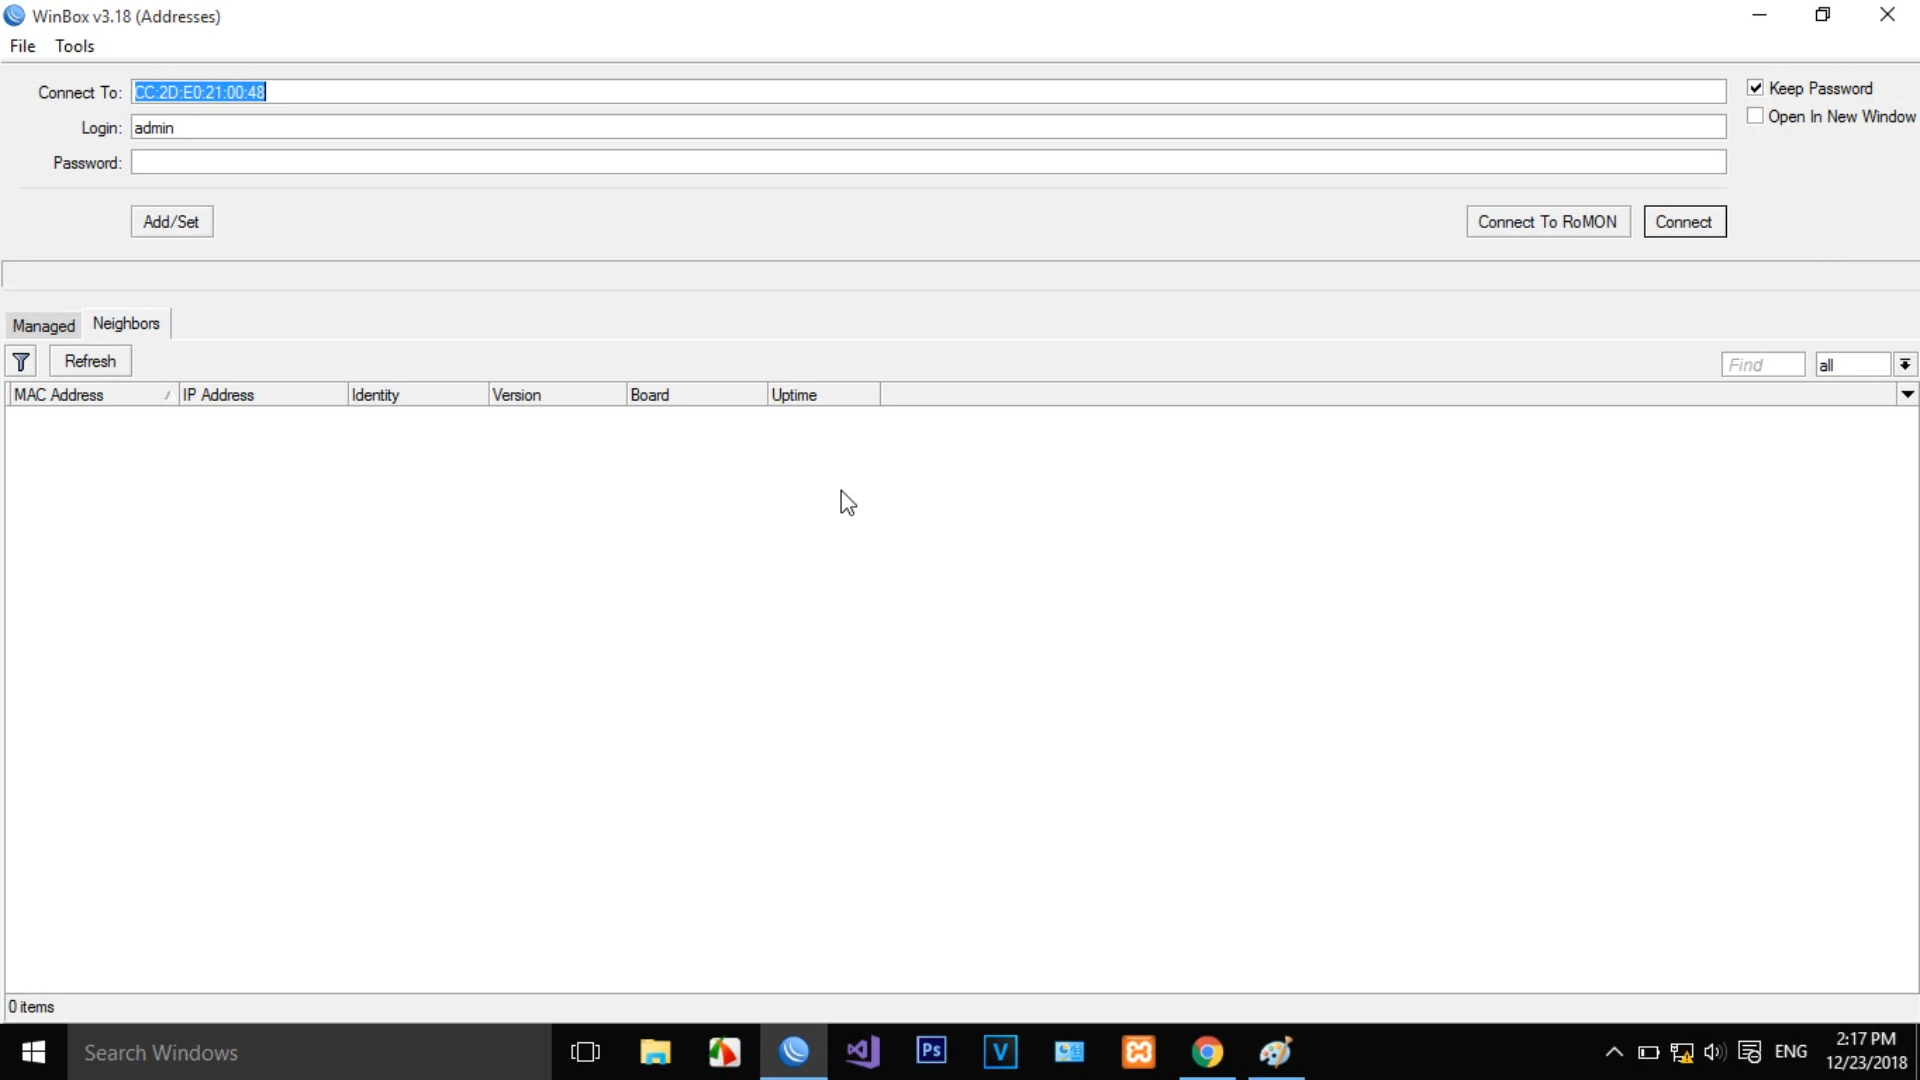 WinBox v3.18 (Addresses)
File Tools
Connect To: CC:2D:E0:21:00:48
Keep Password
Login: admin
Open In New Window
Password:
Add/Set
Connect To RoMON
Connect
Managed
Neighbors
Refresh
Find
all
MAC Address
IP Address
Identity
Version
Board
Uptime
0 items
Search Windows
Ps
V
ENG
2:17 PM
12/23/2018